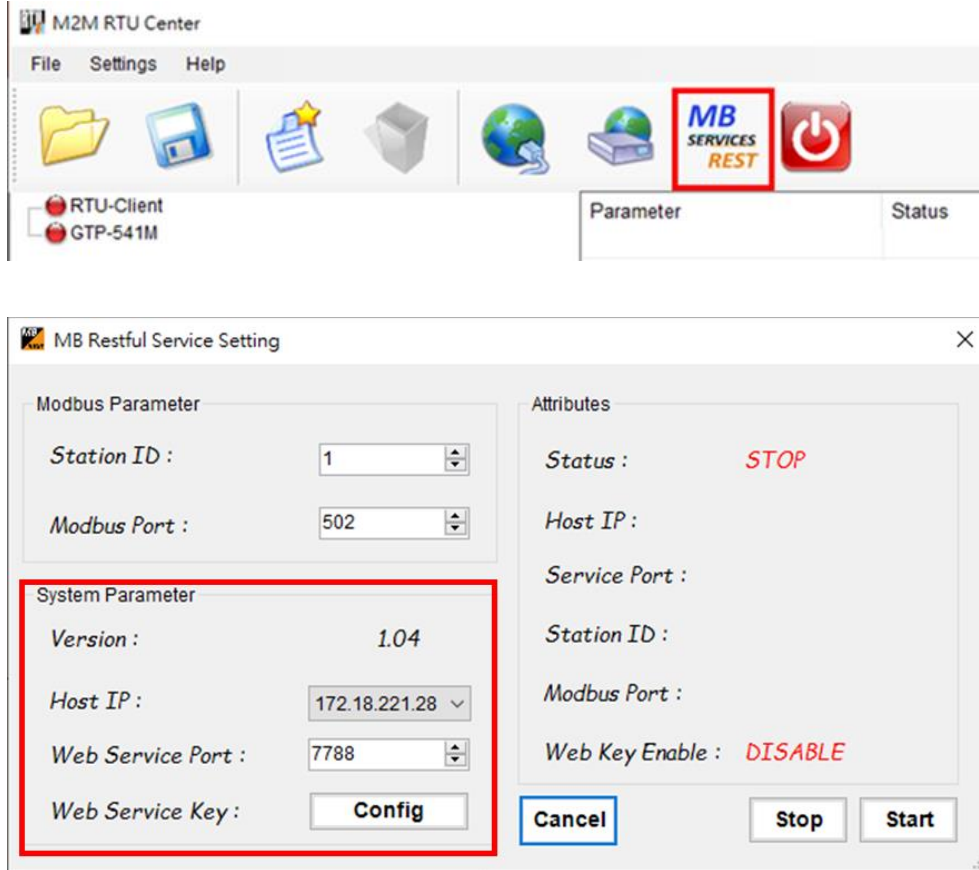 M2M RTU Center
File Settings Help
MB
SERVICES
REST
RTU-Client
GTP-541M
Parameter Status
MB Restful Service Setting
Modbus Parameter
Station ID : 1
Modbus Port : 502
System Parameter
Version : 1.04
Host IP : 172.18.221.28
Web Service Port : 7788
Web Service Key : Config
Attributes
Status : STOP
Host IP :
Service Port :
Station ID :
Modbus Port :
Web Key Enable : DISABLE
Cancel Stop Start